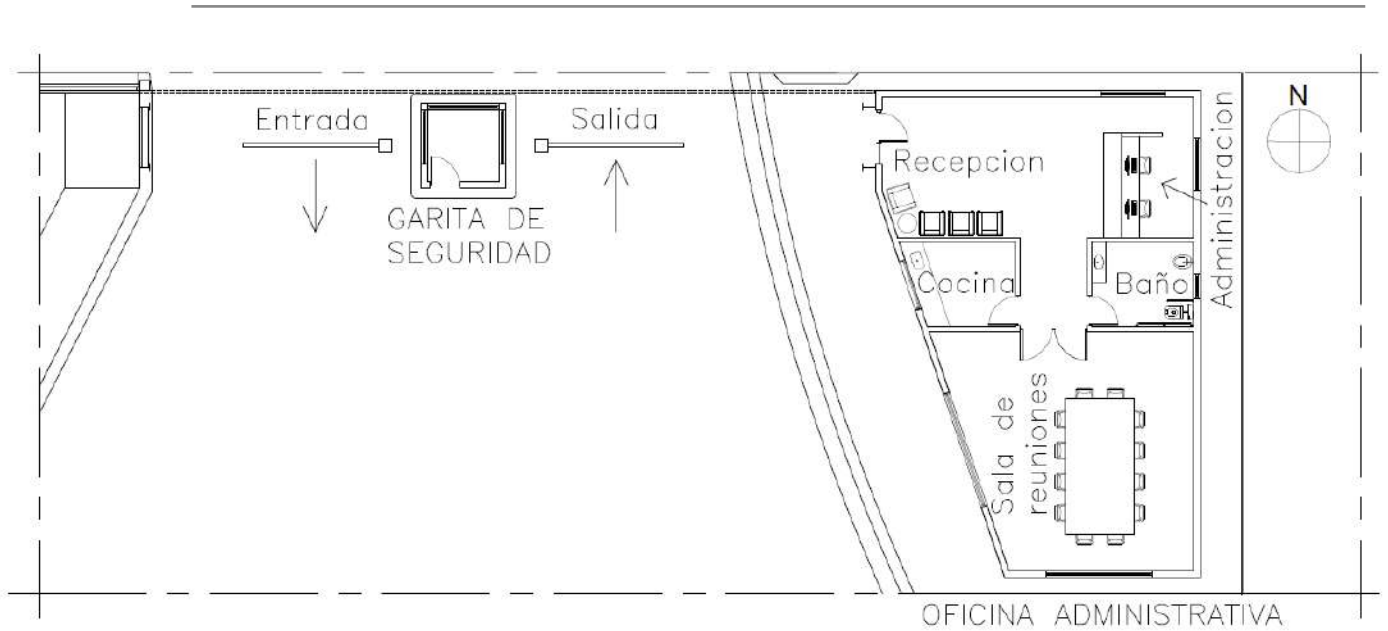 Entrada
Salida
GARITA DE
SEGURIDAD
Recepcion
Administracion
N
Cocina
Baño
Sala de
reuniones
OFICINA ADMINISTRATIVA